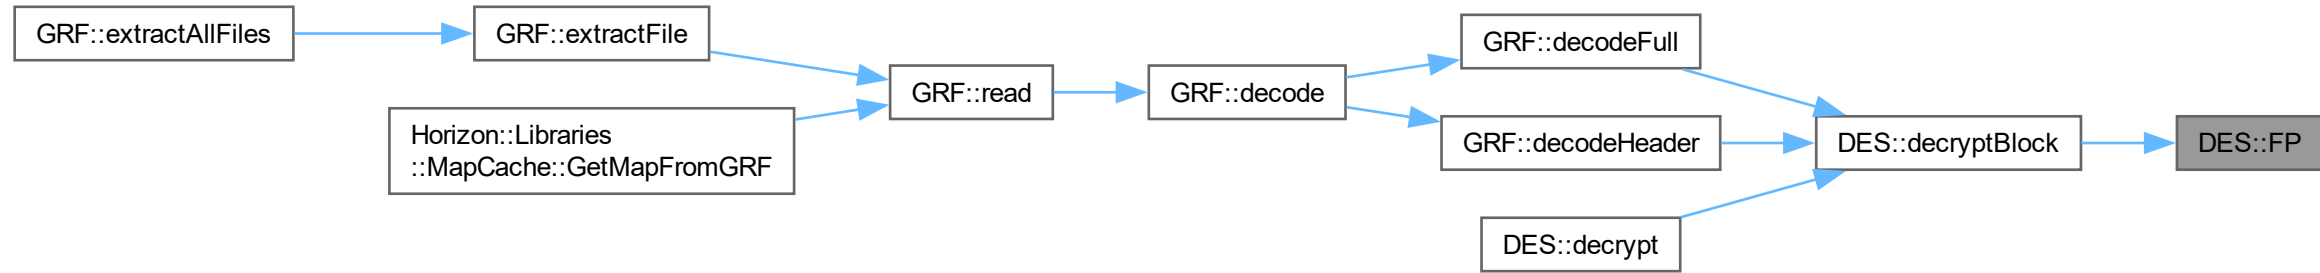 GRF::extractAllFiles
GRF::extractFile
Horizon::Libraries
::MapCache::GetMapFromGRF
GRF::read
GRF::decode
GRF::decodeFull
GRF::decodeHeader
DES::decrypt
DES::decryptBlock
DES::FP